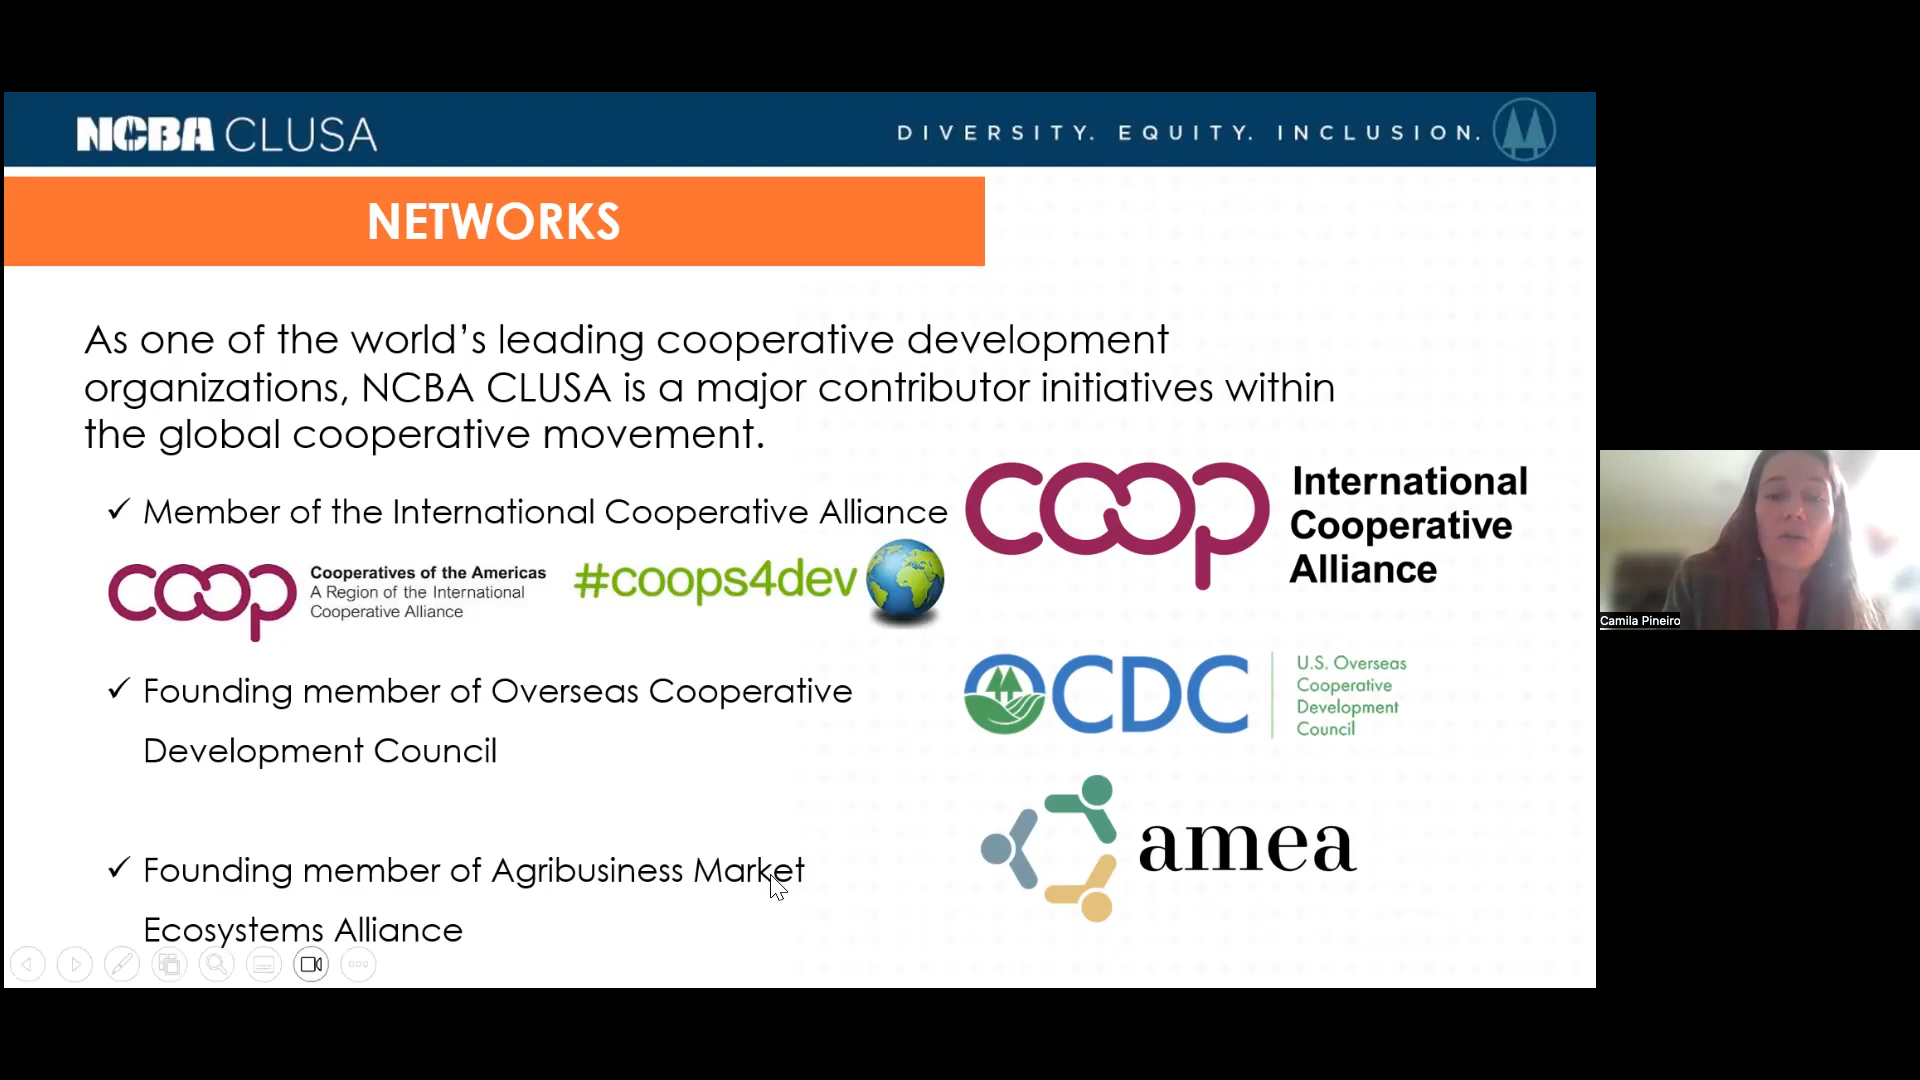 NCBA CLUSA
DIVERSITY. EQUITY. INCLUSION.
NETWORKS
As one of the world’s leading cooperative development
organizations, NCBA CLUSA is a major contributor initiatives within
the global cooperative movement.
✓ Member of the International Cooperative Alliance
coop
International
Cooperative
Alliance
coop
Cooperatives of the Americas
A Region of the International
Cooperative Alliance
#coops4dev
✓ Founding member of Overseas Cooperative
Development Council
OCDC
U.S. Overseas
Cooperative
Development
Council
✓ Founding member of Agribusiness Market
Ecosystems Alliance
amea
Camila Pineiro